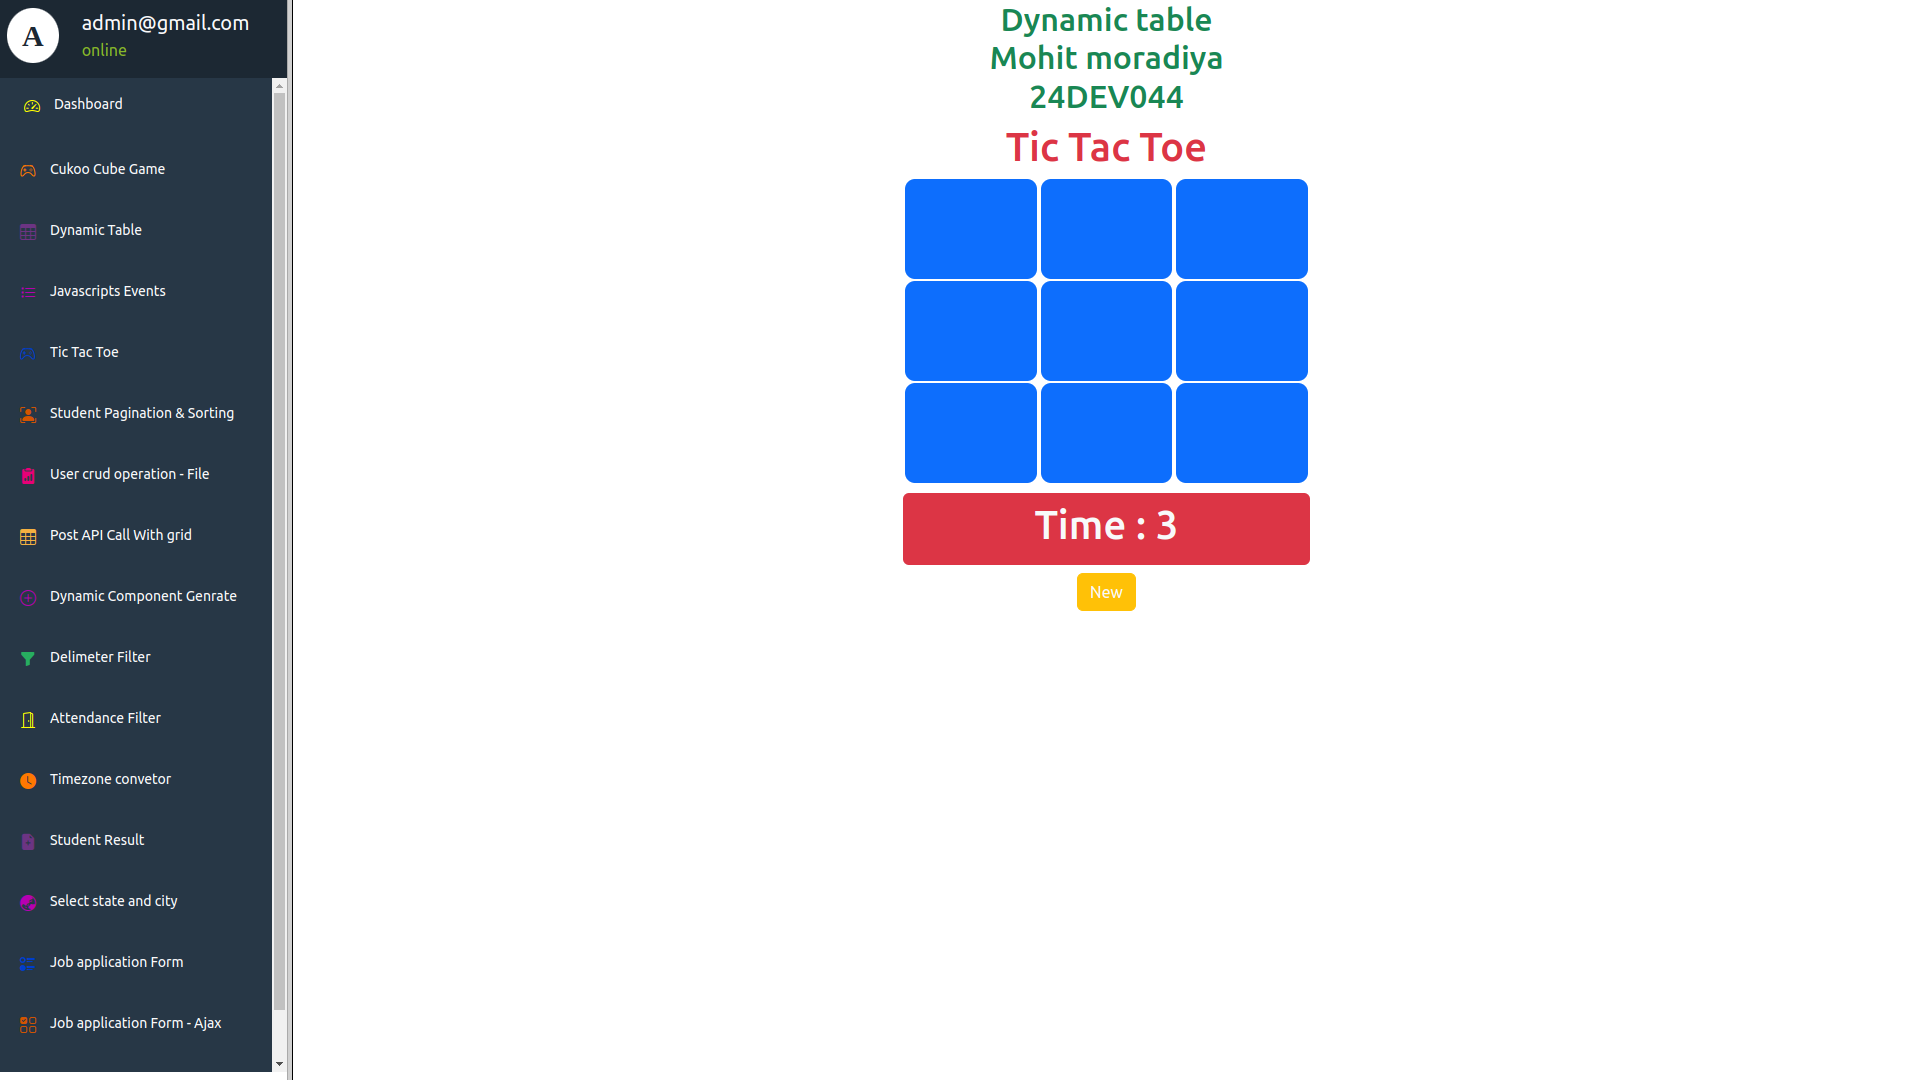 A
admin@gmail.com
online
Dashboard
Cukoo Cube Game
Dynamic Table
Javascripts Events
Tic Tac Toe
Student Pagination & Sorting
User crud operation - File
Post API Call With grid
Dynamic Component Genrate
Delimeter Filter
Attendance Filter
Timezone convetor
Student Result
Select state and city
Job application Form
Job application Form - Ajax
Dynamic table
Mohit moradiya
24DEV044
Tic Tac Toe
Time : 3
New